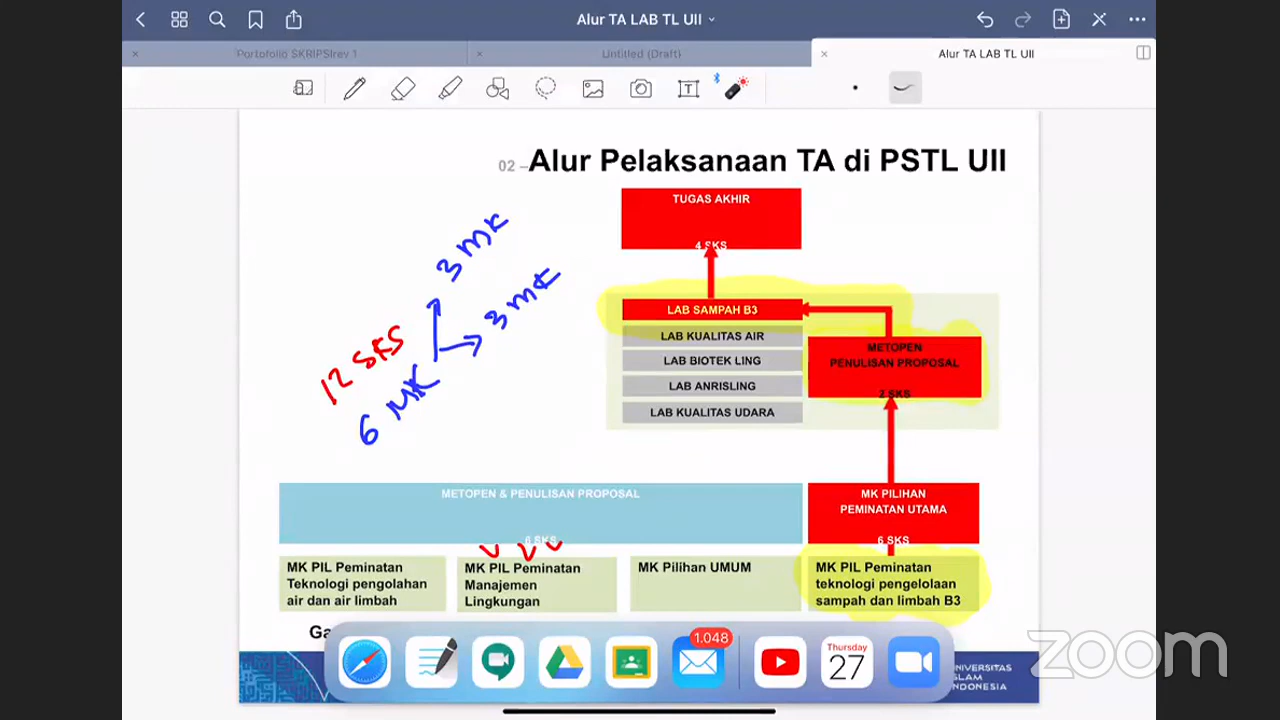 Alur TA LAB TL UII
Portofolio SKRIPSIrev 1
Untitled (Draft)
Alur TA LAB TL UII
T
02 – Alur Pelaksanaan TA di PSTL UII
TUGAS AKHIR
4 SKS
3 MK
3 MK
12 SKS
6 MK
LAB SAMPAH B3
LAB KUALITAS AIR
LAB BIOTEK LING
LAB ANRISLING
LAB KUALITAS UDARA
METOPEN
PENULISAN PROPOSAL
2 SKS
METOPEN & PENULISAN PROPOSAL
6 SKS
MK PILIHAN
PEMINATAN UTAMA
6 SKS
MK PIL Peminatan
Teknologi pengolahan
air dan air limbah
MK PIL Peminatan
Manajemen
Lingkungan
MK Pilihan UMUM
MK PIL Peminatan
teknologi pengelolaan
sampah dan limbah B3
Ga
1.048
Thursday
27
UNIVERSITAS
ISLAM
INDONESIA
zoom